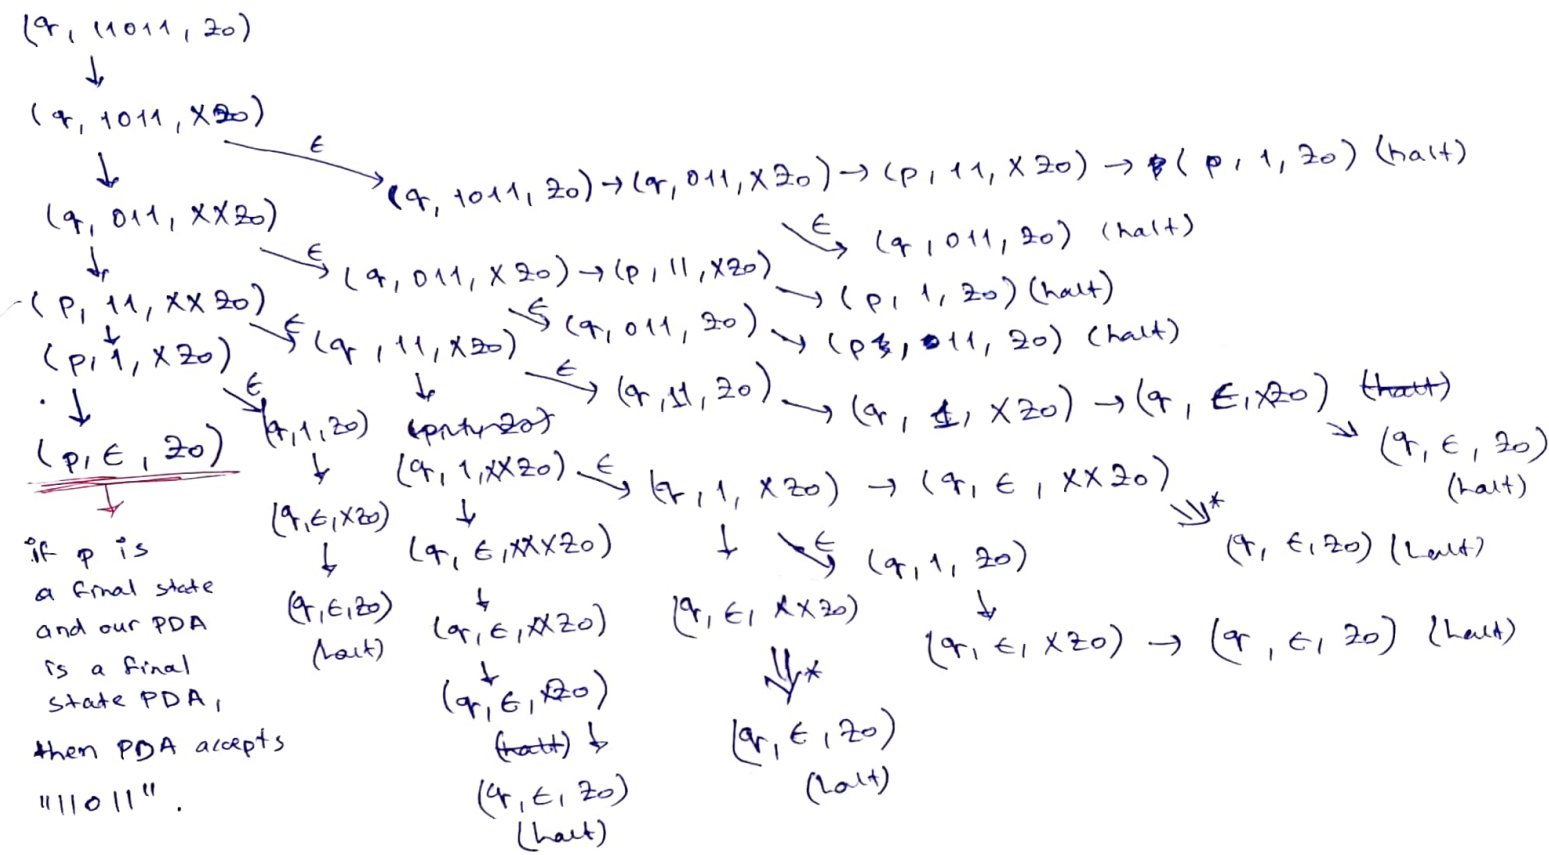 (q, 11011, z0)
↓
(q, 1011, Xz0)
ϵ
(q, 1011, z0) → (q, 011, Xz0) → (p, 11, Xz0) → (p, 1, z0) (halt)
↓
(q, 011, XXz0)
ϵ (q, 011, z0) (halt)
ϵ (q, 011, Xz0) → (p, 11, Xz0)
↓
(p, 11, XXz0)
→ (p, 1, z0) (halt)
ϵ (q, 011, z0) → (p, 011, z0) (halt)
ϵ (q, 11, Xz0)
↓
(p, 1, Xz0)
ϵ (q, 11, z0) → (q, 1, Xz0) → (q, ϵ, Xz0) (halt)
(q, ϵ, z0)
(halt)
ϵ
(q, 1, z0)
↓
(p, ϵ, z0)
(q, 1, XXz0) ϵ (q, 1, Xz0) → (q, ϵ, XXz0)
* (q, ϵ, z0) (halt)
↓
(q, ϵ, Xz0)
↓
(q, ϵ, XXXz0)
↓ ϵ (q, 1, z0)
↓
(q, ϵ, z0)
(halt)
↓
(q, ϵ, XXz0)
(q, ϵ, XXz0)
↓
(q, ϵ, Xz0) → (q, ϵ, z0) (halt)
↓
(q, ϵ, Xz0)
(halt) ↓
(q, ϵ, z0)
(halt)
⇓*
(q, ϵ, z0)
(halt)
↓
if p is
a final state
and our PDA
is a final
state PDA,
then PDA accepts
"11011".